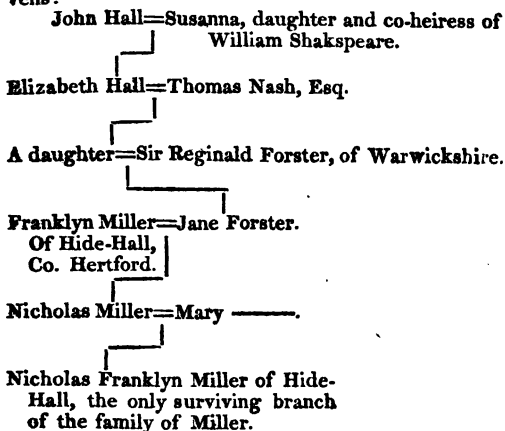 John Hall=Susanna, daughter and co-heiress of
William Shakspeare.
Elizabeth Hall=Thomas Nash, Esq.
A daughter=Sir Reginald Forster, of Warwickshire.
Franklyn Miller=Jane Forster.
Of Hide-Hall,
Co. Hertford.
Nicholas Miller=Mary ———.
Nicholas Franklyn Miller of Hide-
Hall, the only surviving branch
of the family of Miller.